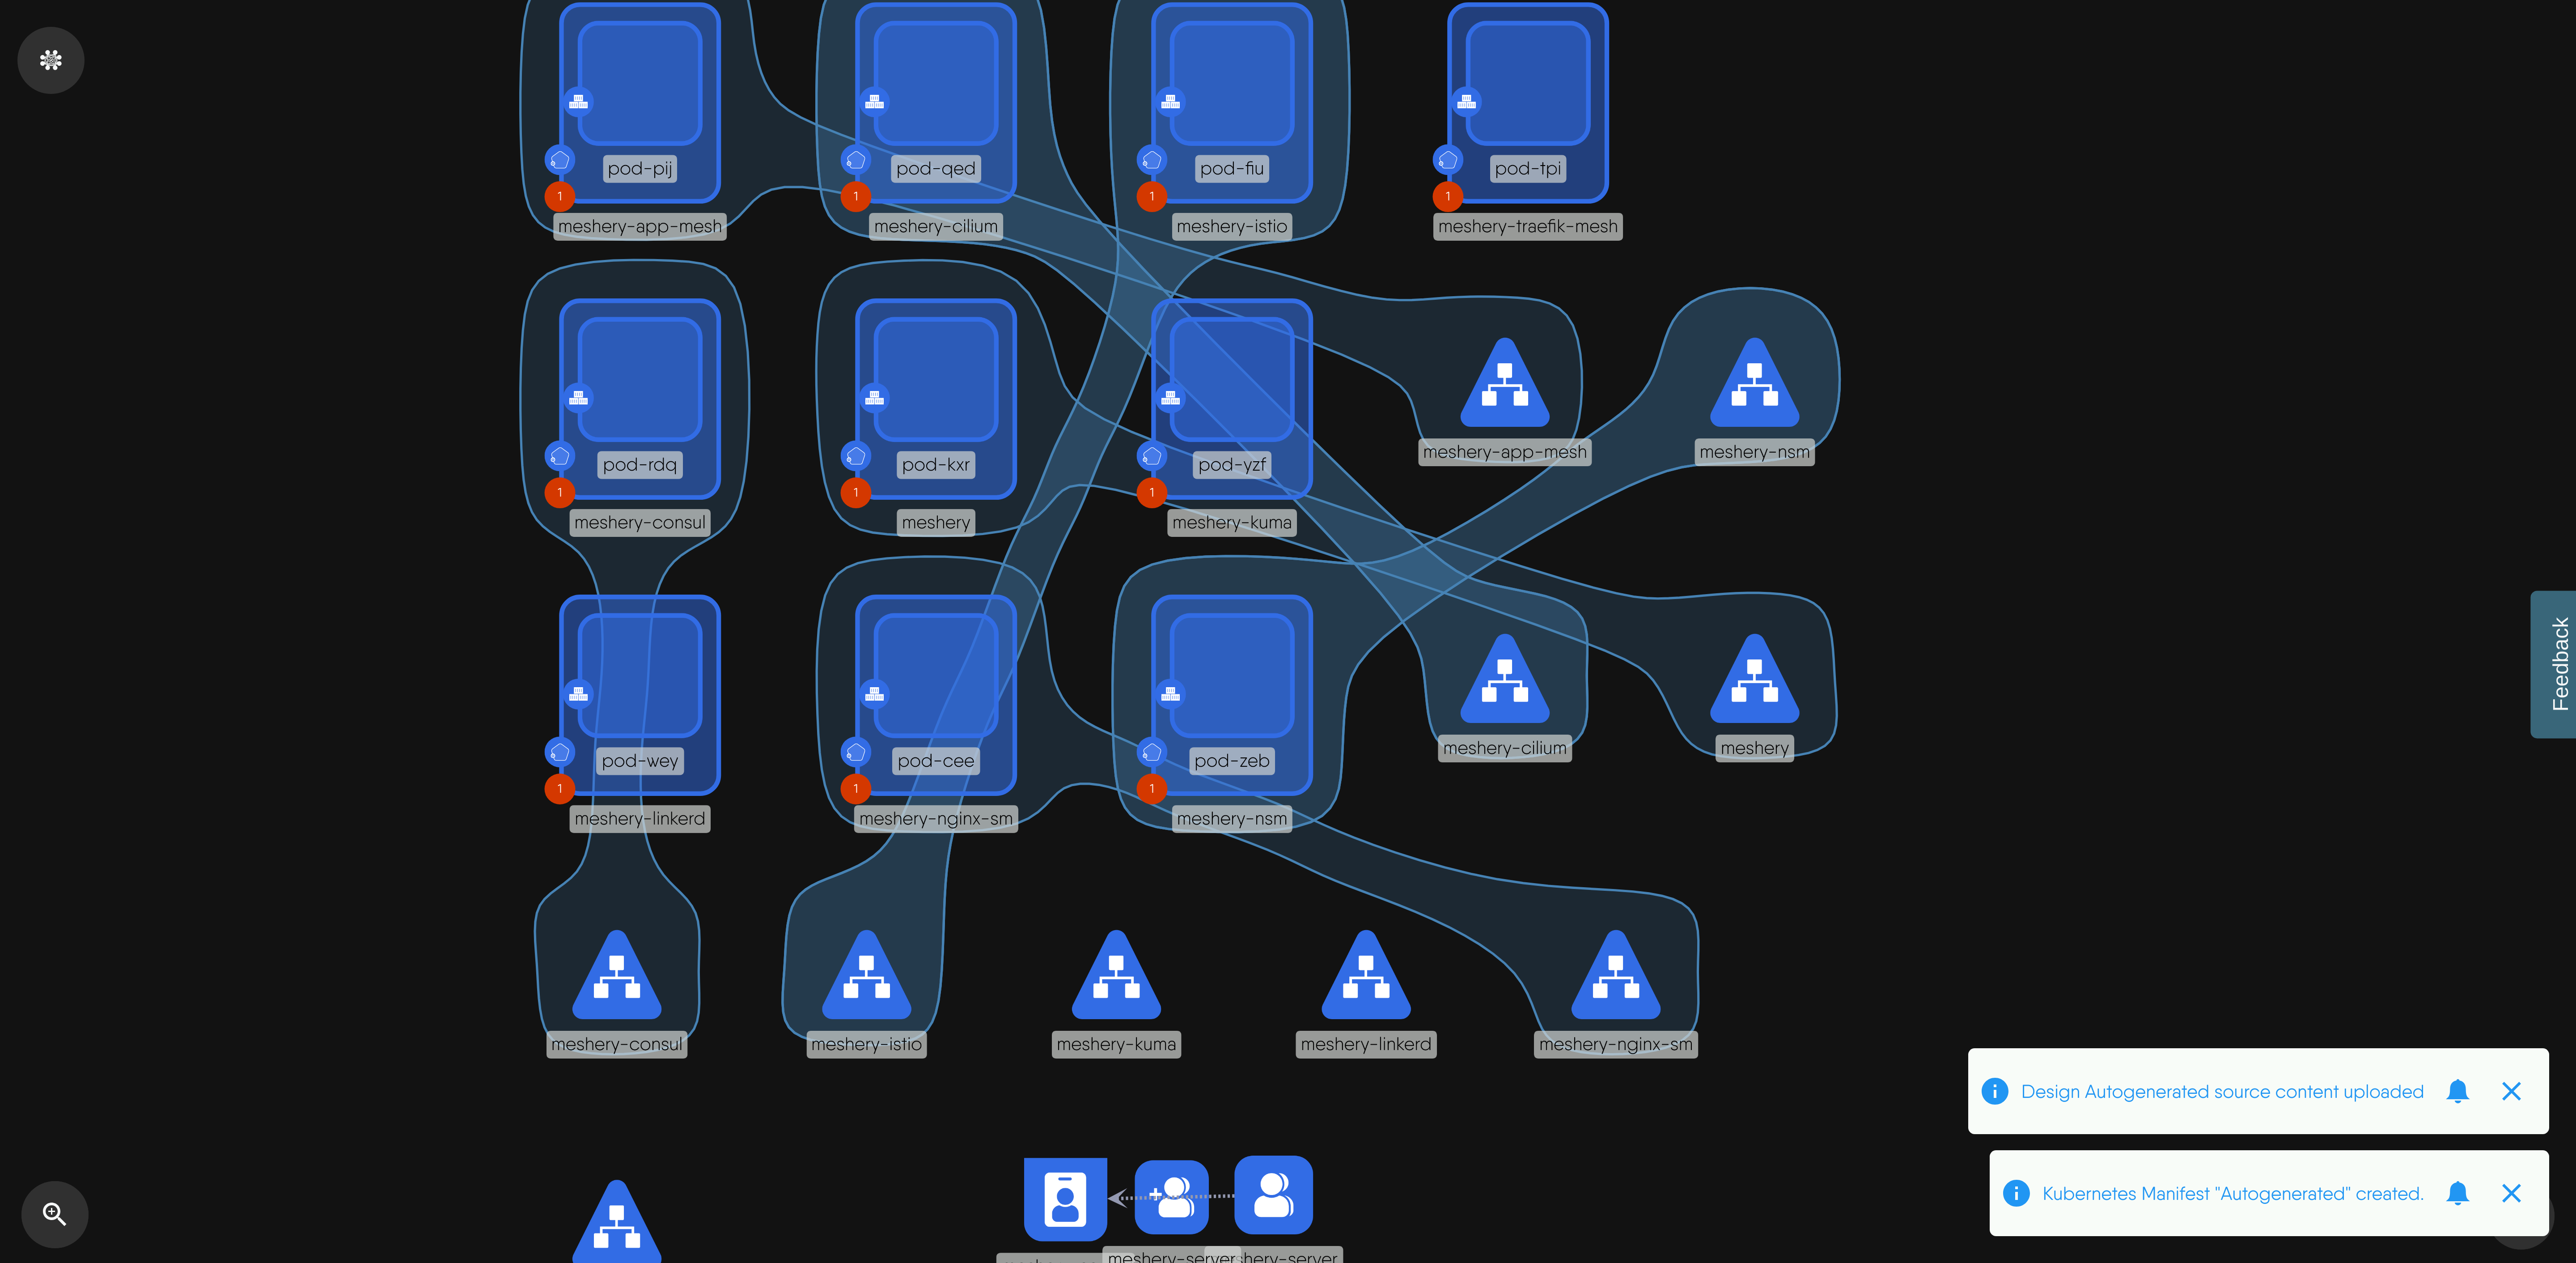 pod-pij
pod-qed
pod-fiu
pod-tpi
1
1
1
1
meshery-app-mesh
meshery-cilium
meshery-istio
meshery-traefik-mesh
pod-rdq
pod-kxr
pod-yzf
meshery-app-mesh
meshery-nsm
1
1
1
meshery-consul
meshery
meshery-kuma
Feedback
pod-wey
pod-cee
pod-zeb
meshery-cilium
meshery
1
1
1
meshery-linkerd
meshery-nginx-sm
meshery-nsm
meshery-consul
meshery-istio
meshery-kuma
meshery-linkerd
meshery-nginx-sm
Design Autogenerated source content uploaded
Kubernetes Manifest "Autogenerated" created.
meshery-server
hery-server